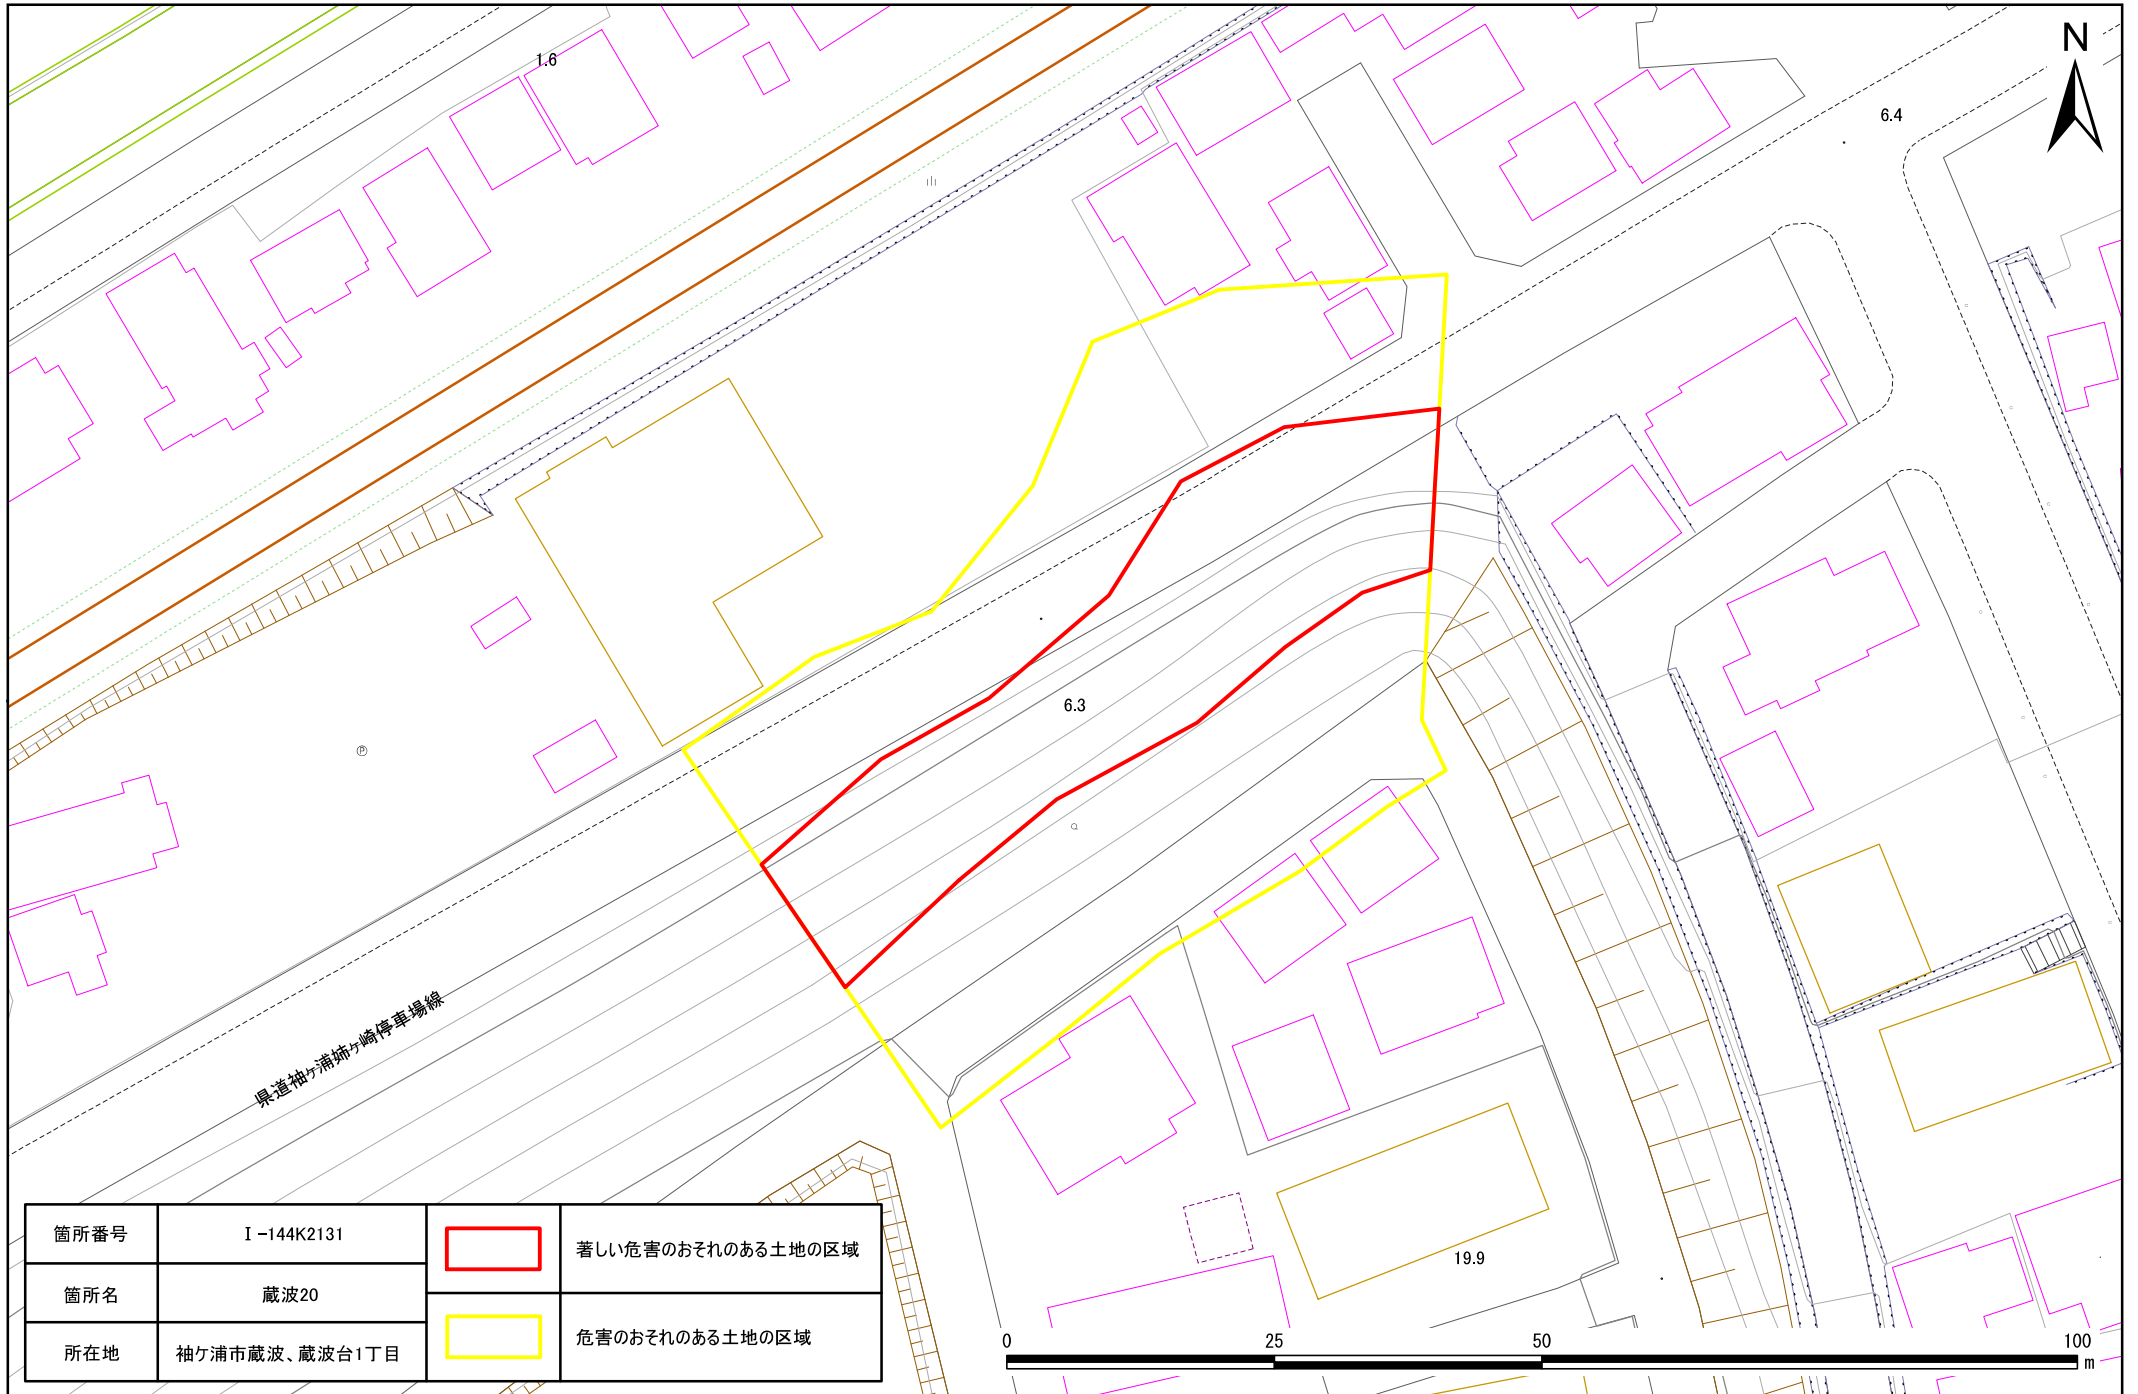 1.6
N
6.4
6.3
Ⓟ
県道袖ヶ浦姉ヶ崎停車場線
19.9
箇所番号 Ⅰ-144K2131
箇所名 蔵波20
所在地 袖ケ浦市蔵波、蔵波台1丁目
著しい危害のおそれのある土地の区域
危害のおそれのある土地の区域
0 25 50 100
m